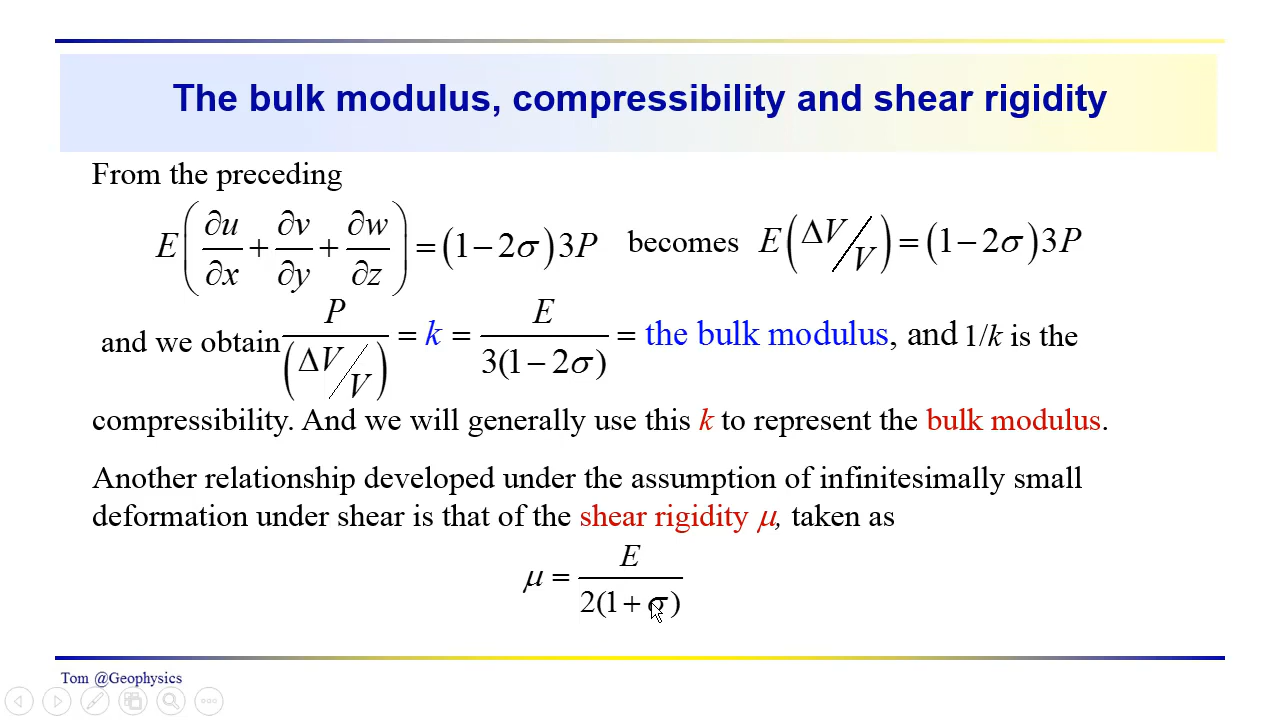 The bulk modulus, compressibility and shear rigidity
From the preceding
E(∂u/∂x + ∂v/∂y + ∂w/∂z) = (1−2σ)3P becomes E(ΔV/V) = (1−2σ)3P
and we obtain P/(ΔV/V) = k = E/3(1−2σ) = the bulk modulus, and 1/k is the
compressibility. And we will generally use this k to represent the bulk modulus.
Another relationship developed under the assumption of infinitesimally small
deformation under shear is that of the shear rigidity μ, taken as
μ = E/2(1+σ)
Tom @Geophysics